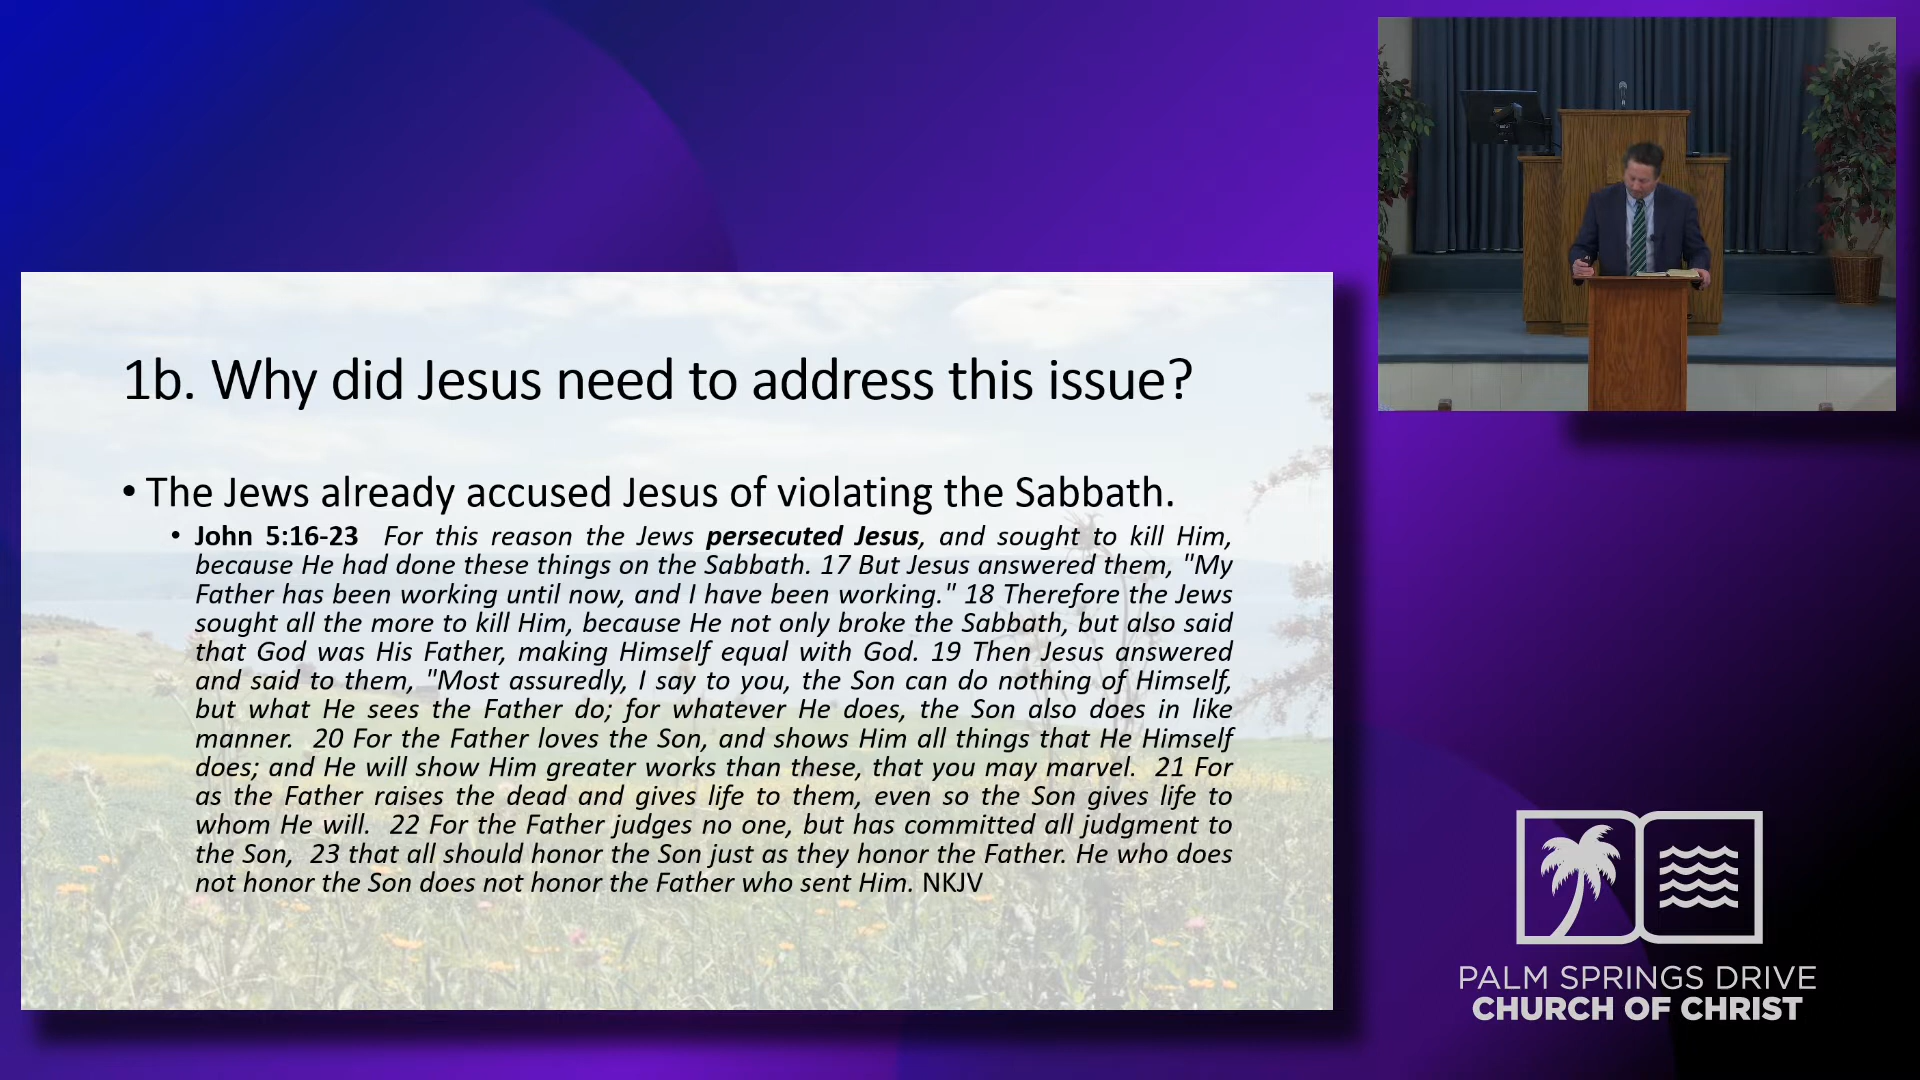 1b. Why did Jesus need to address this issue?
• The Jews already accused Jesus of violating the Sabbath.
• John 5:16-23 For this reason the Jews persecuted Jesus, and sought to kill Him,
because He had done these things on the Sabbath. 17 But Jesus answered them, "My
Father has been working until now, and I have been working." 18 Therefore the Jews
sought all the more to kill Him, because He not only broke the Sabbath, but also said
that God was His Father, making Himself equal with God. 19 Then Jesus answered
and said to them, "Most assuredly, I say to you, the Son can do nothing of Himself,
but what He sees the Father do; for whatever He does, the Son also does in like
manner. 20 For the Father loves the Son, and shows Him all things that He Himself
does; and He will show Him greater works than these, that you may marvel. 21 For
as the Father raises the dead and gives life to them, even so the Son gives life to
whom He will. 22 For the Father judges no one, but has committed all judgment to
the Son, 23 that all should honor the Son just as they honor the Father. He who does
not honor the Son does not honor the Father who sent Him. NKJV
PALM SPRINGS DRIVE
CHURCH OF CHRIST